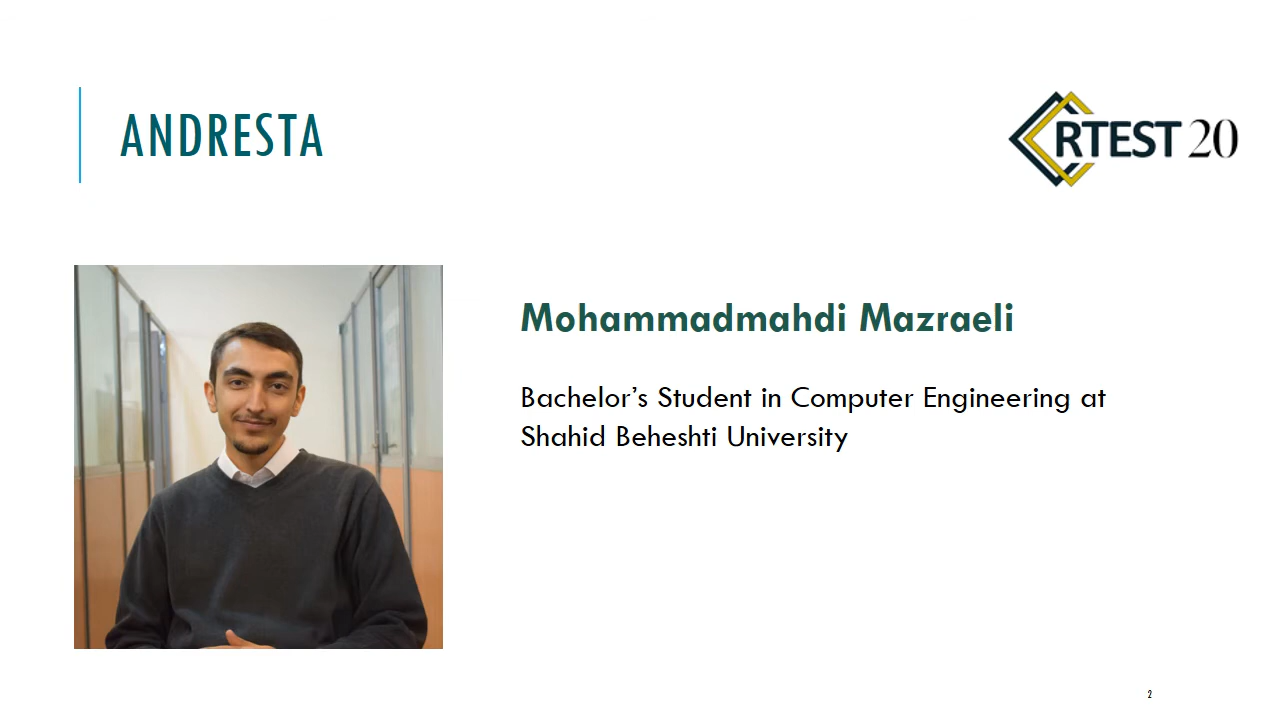 ANDRESTA
RTEST 20
Mohammadmahdi Mazraeli
Bachelor’s Student in Computer Engineering at
Shahid Beheshti University
2